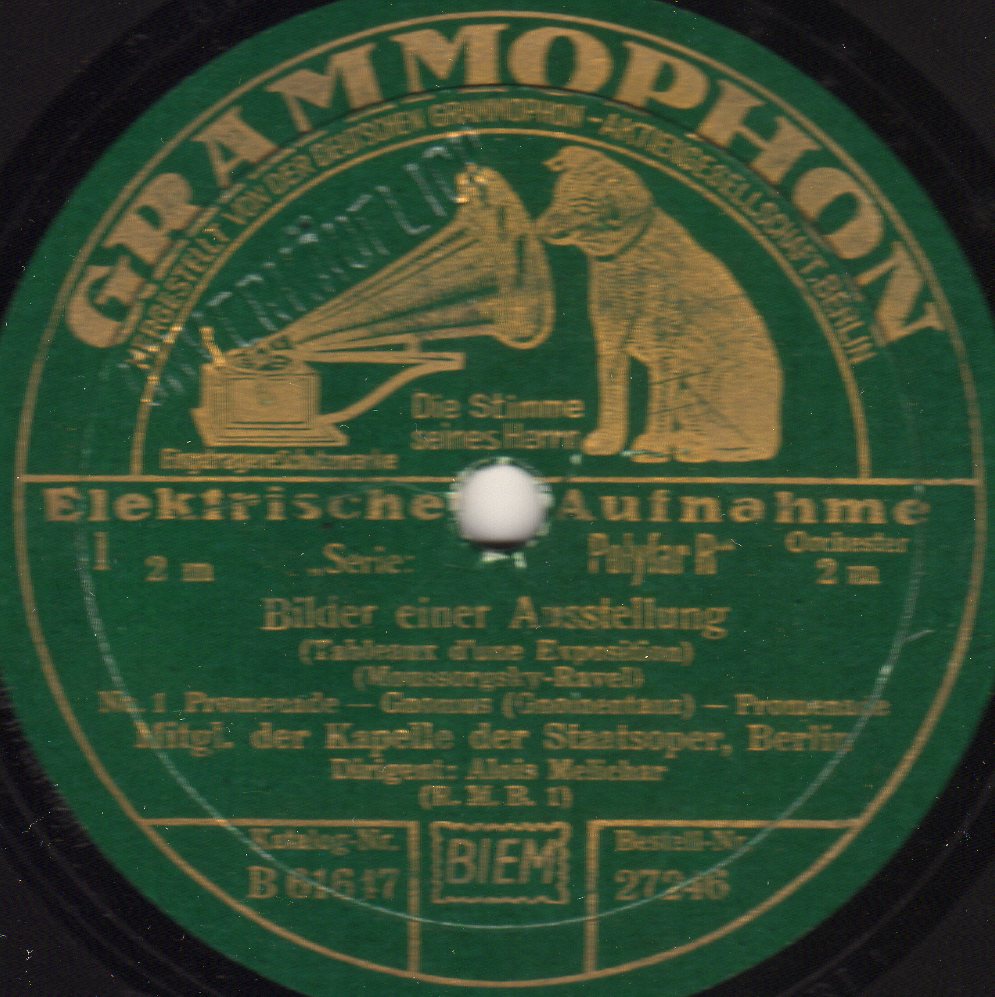 GRAMMOPHON
HERGESTELLT VON DER DEUTSCHEN GRAMMOPHON - AKTIENGESELLSCHAFT, BERLIN
Die Stimme
seines Herrn
Eingetragene Schutzmarke
Elektrische Aufnahme
1 2 m „Serie: Polyfar R“ Orchester 2 m
Bilder einer Ausstellung
(Tableaux d'une Exposition)
(Moussorgsky-Ravel)
No. 1 Promenade — Gnomus — Promenade
Mitgl. der Kapelle der Staatsoper, Berlin
Dirigent: Alois Melichar
(E. M. B. 1)
Katalog-Nr. BIEM Bestell-Nr.
27246